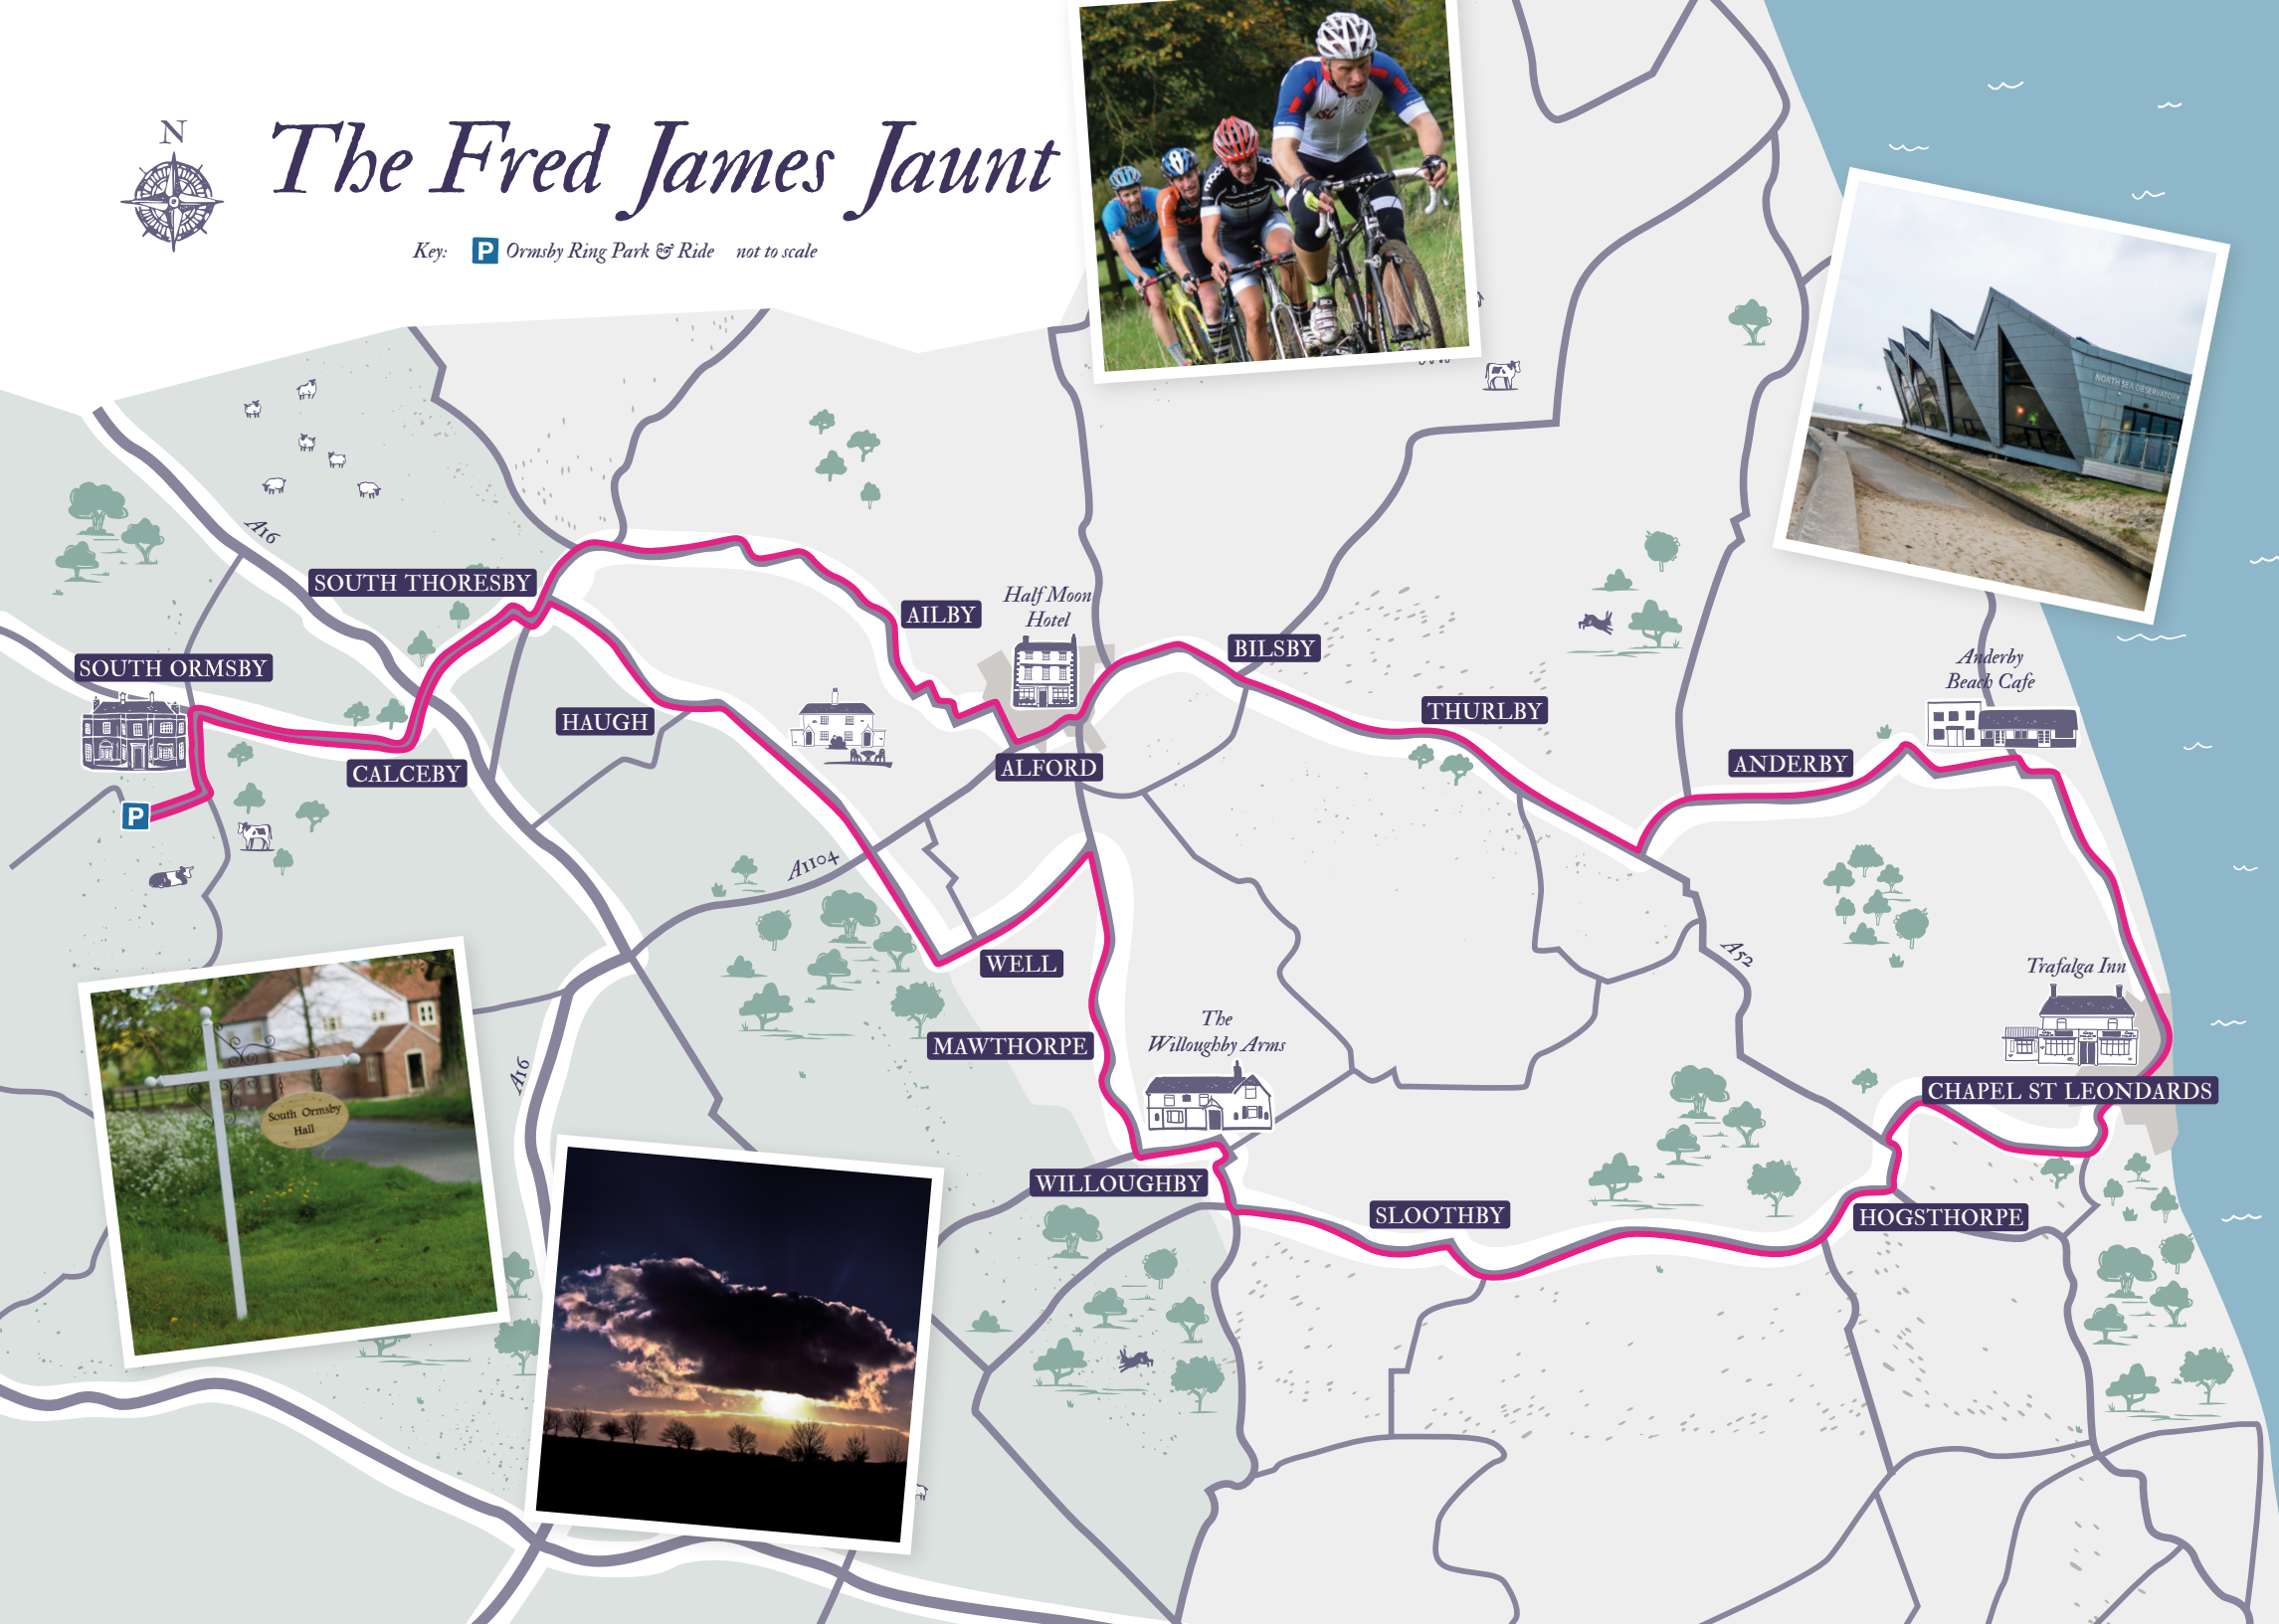 N
The Fred James Jaunt
Key: P Ormsby Ring Park & Ride not to scale
NORTH SEA OBSERVATORY
A16
SOUTH THORESBY
AILBY
Half Moon
Hotel
BILSBY
SOUTH ORMSBY
Anderby
Beach Cafe
HAUGH
THURLBY
CALCEBY
ALFORD
ANDERBY
P
A1104
WELL
A52
Trafalga Inn
The
Willoughby Arms
MAWTHORPE
A16
CHAPEL ST LEONDARDS
South Ormsby
Hall
WILLOUGHBY
SLOOTHBY
HOGSTHORPE